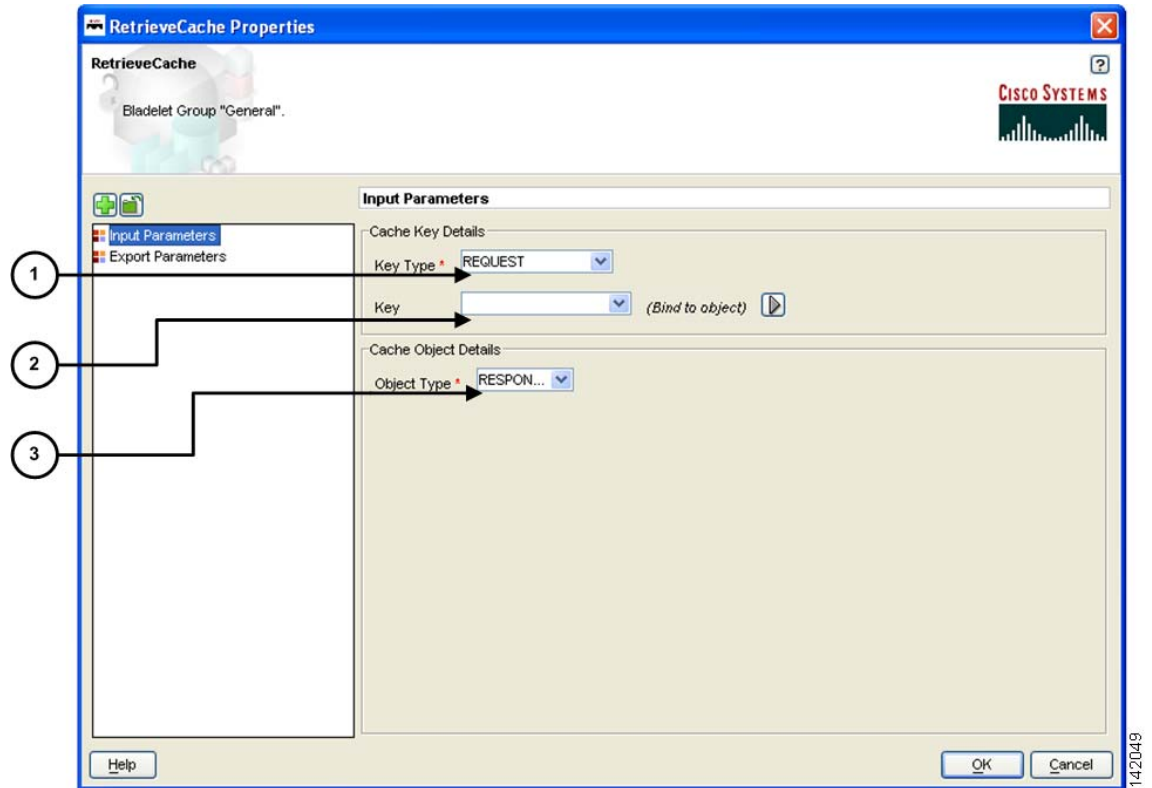 RetrieveCache Properties
RetrieveCache
?
Bladelet Group "General".
CISCO SYSTEMS
Input Parameters
Export Parameters
Input Parameters
Cache Key Details
Key Type * REQUEST
Key (Bind to object)
Cache Object Details
Object Type * RESPON...
1
2
3
Help
OK
Cancel
142049